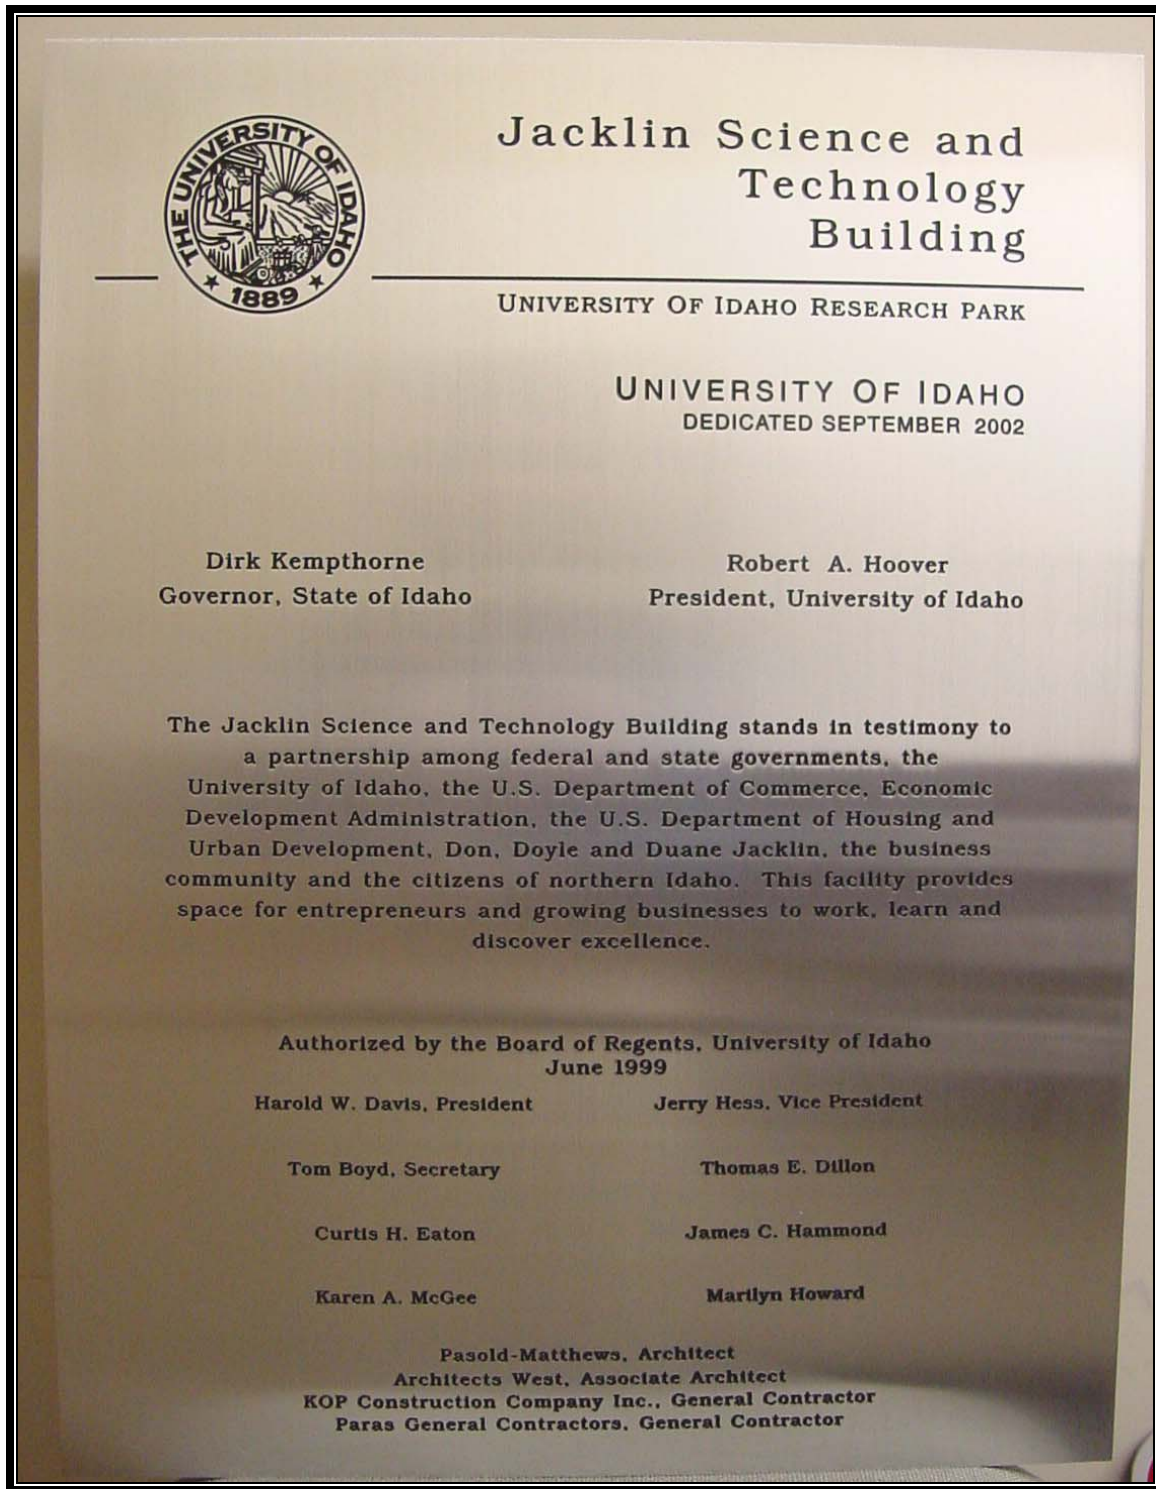 THE UNIVERSITY OF IDAHO
1889
Jacklin Science and
Technology
Building
UNIVERSITY OF IDAHO RESEARCH PARK
UNIVERSITY OF IDAHO
DEDICATED SEPTEMBER 2002
Dirk Kempthorne
Governor, State of Idaho
Robert A. Hoover
President, University of Idaho
The Jacklin Science and Technology Building stands in testimony to
a partnership among federal and state governments, the
University of Idaho, the U.S. Department of Commerce, Economic
Development Administration, the U.S. Department of Housing and
Urban Development, Don, Doyle and Duane Jacklin, the business
community and the citizens of northern Idaho. This facility provides
space for entrepreneurs and growing businesses to work, learn and
discover excellence.
Authorized by the Board of Regents, University of Idaho
June 1999
Harold W. Davis, President
Jerry Hess, Vice President
Tom Boyd, Secretary
Thomas E. Dillon
Curtis H. Eaton
James C. Hammond
Karen A. McGee
Marilyn Howard
Pasold-Matthews, Architect
Architects West, Associate Architect
KOP Construction Company Inc., General Contractor
Paras General Contractors, General Contractor